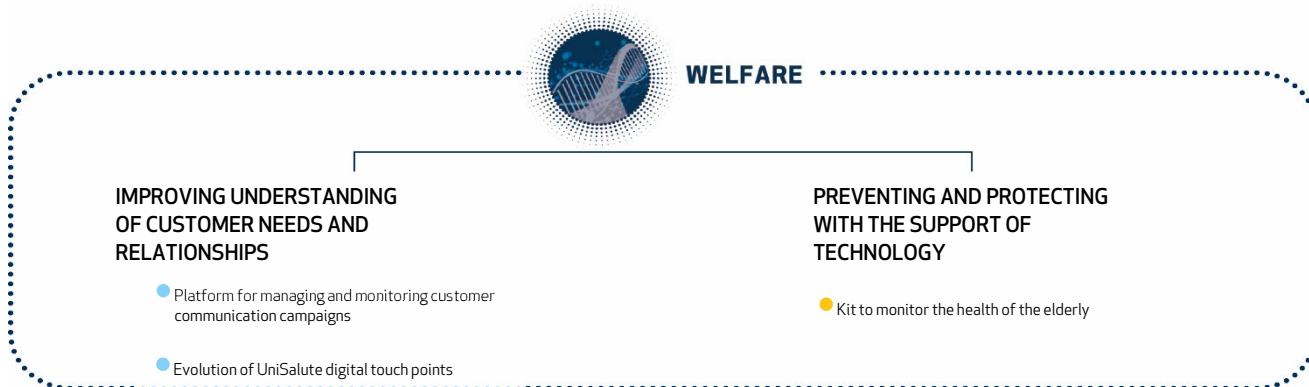 WELFARE
IMPROVING UNDERSTANDING
OF CUSTOMER NEEDS AND
RELATIONSHIPS
Platform for managing and monitoring customer
communication campaigns
Evolution of UniSalute digital touch points
PREVENTING AND PROTECTING
WITH THE SUPPORT OF
TECHNOLOGY
Kit to monitor the health of the elderly